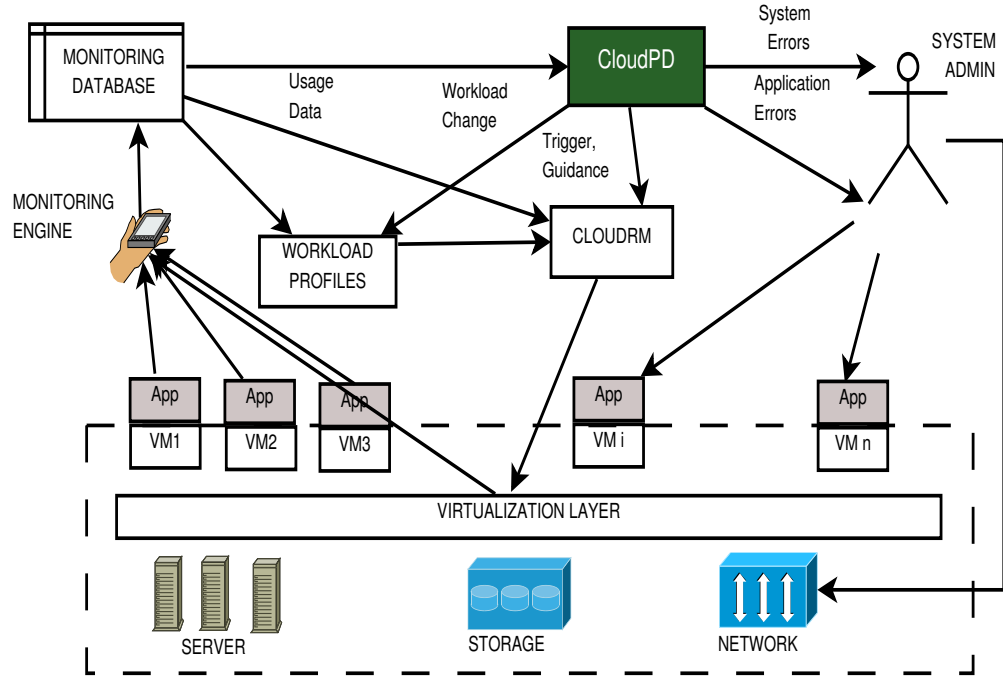 MONITORING
DATABASE
Usage
Data
Workload
Change
CloudPD
System
Errors
Application
Errors
SYSTEM
ADMIN
Trigger,
Guidance
MONITORING
ENGINE
WORKLOAD
PROFILES
CLOUDRM
App
VM1
App
VM2
App
VM3
App
VM i
App
VM n
VIRTUALIZATION LAYER
SERVER
STORAGE
NETWORK